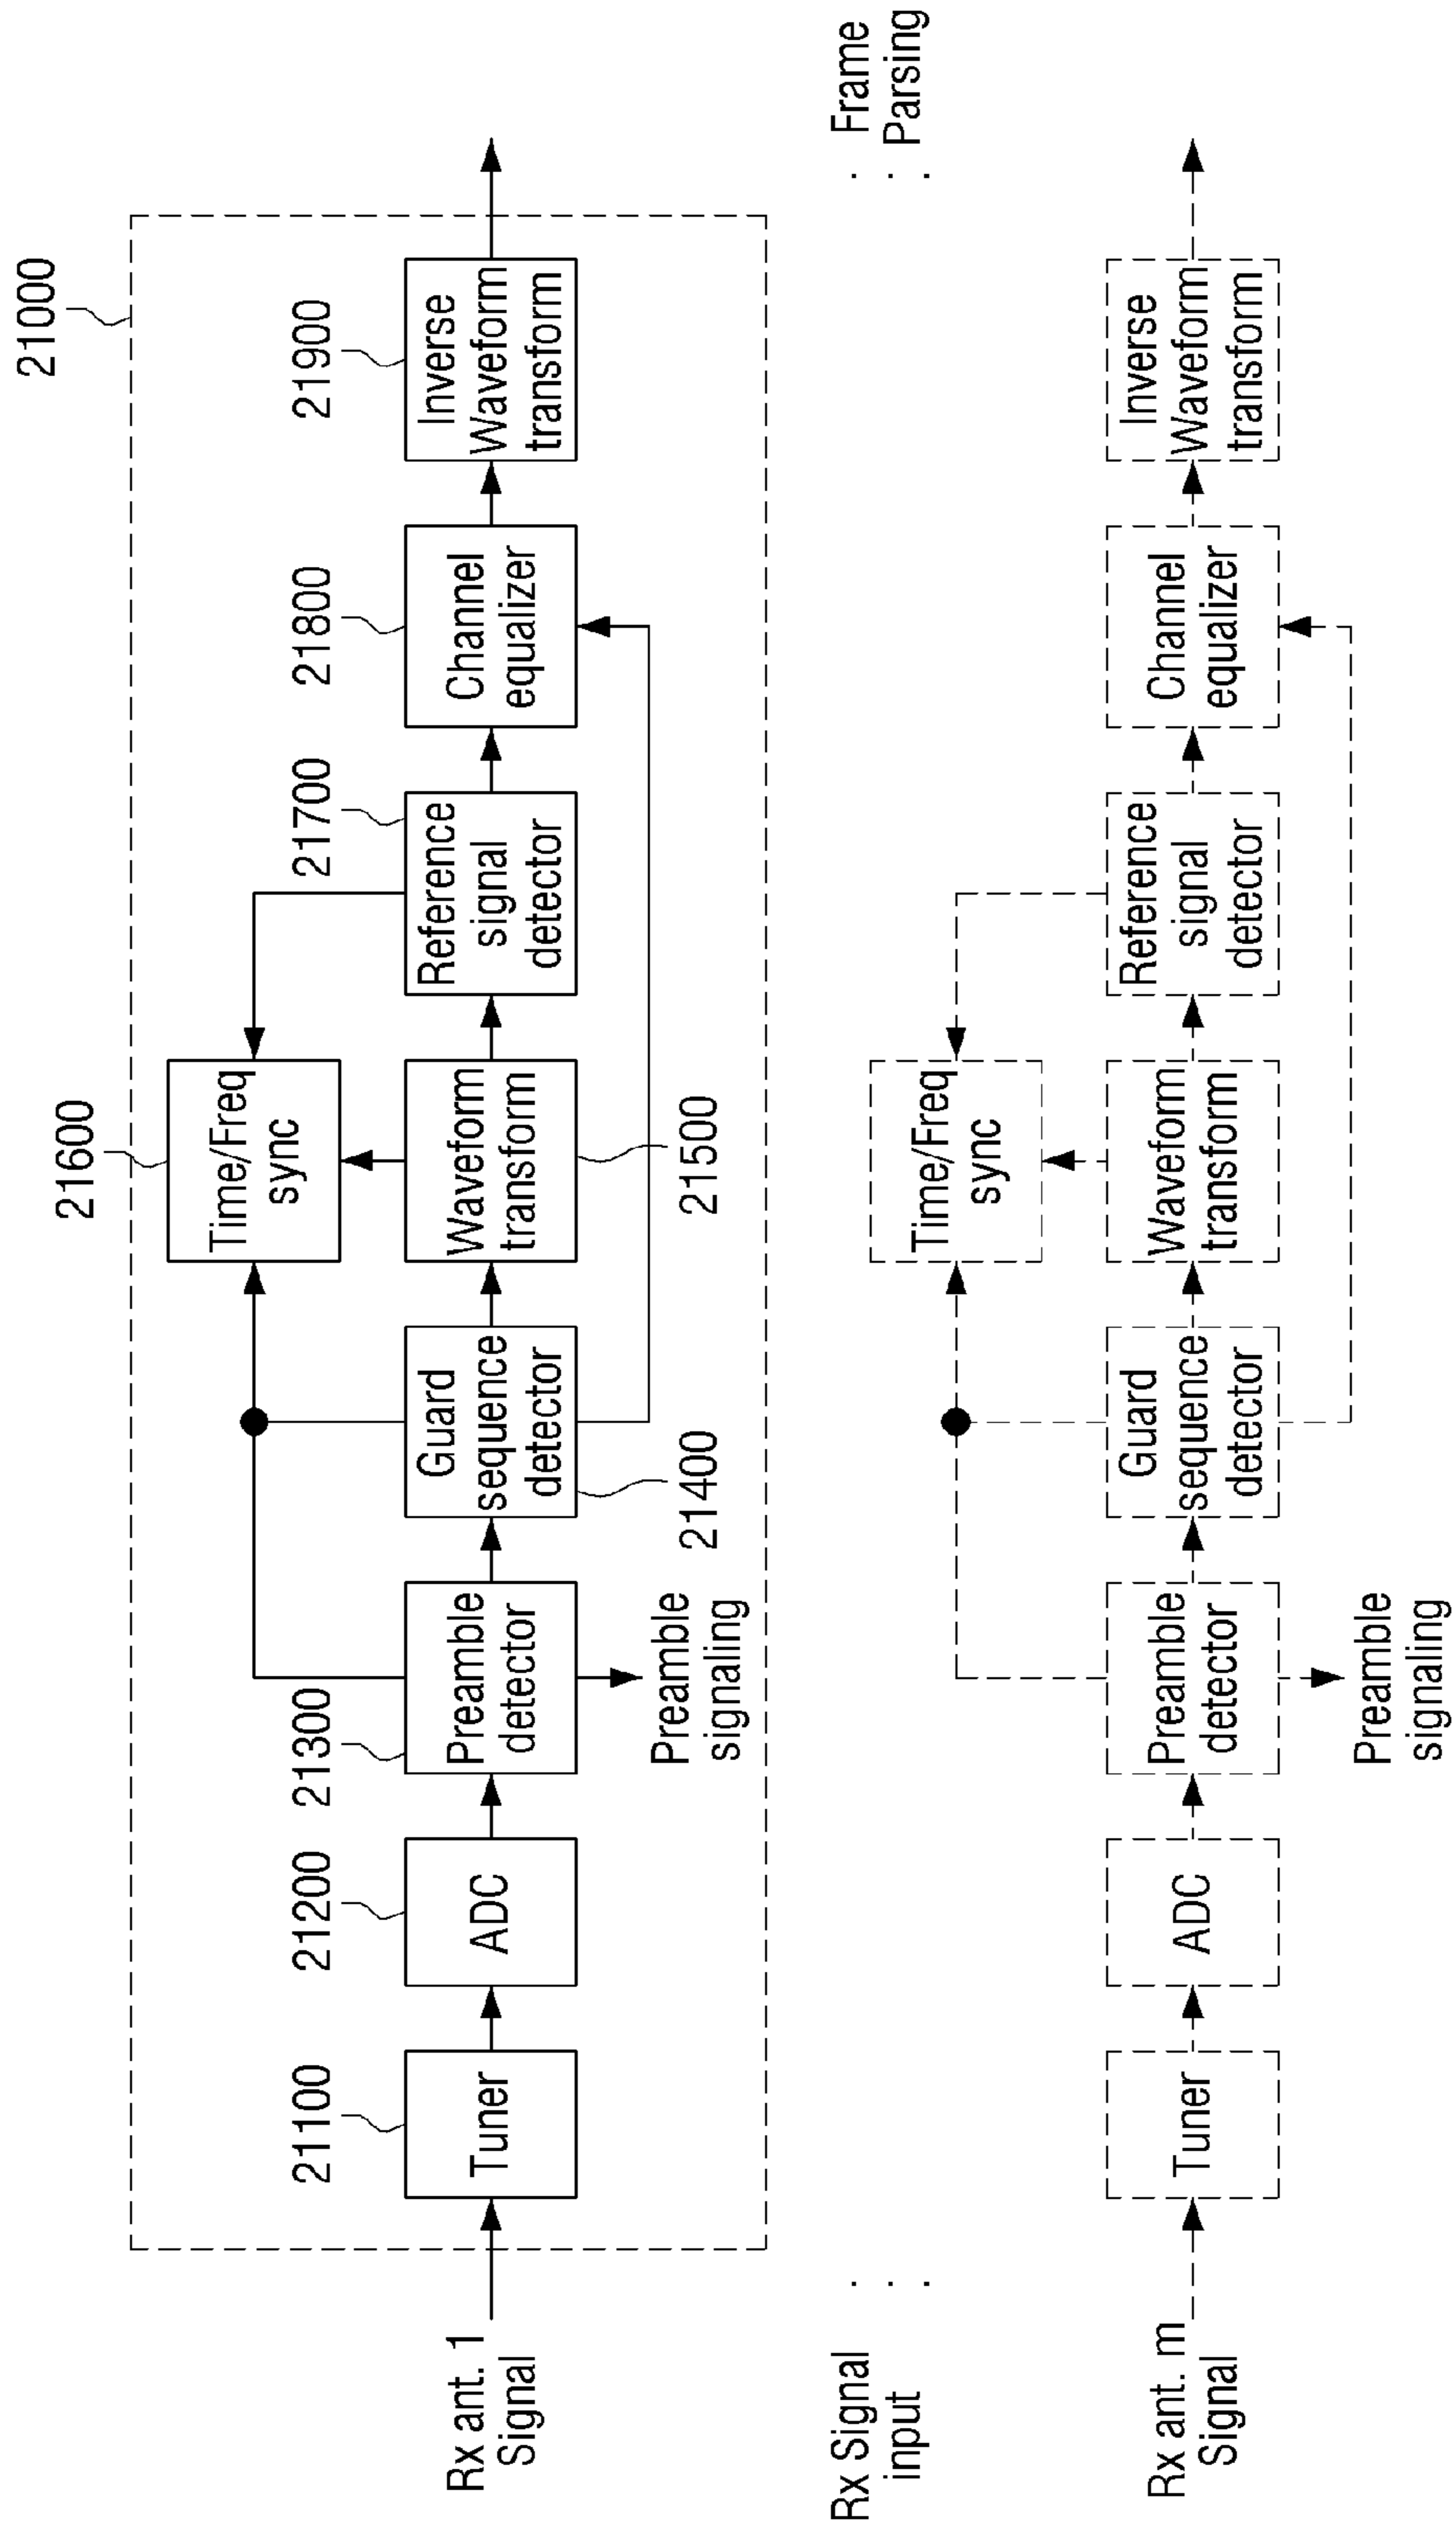 21000
21600
Time/Freq
sync
21100
21200
21300
21700
21800
21900
Rx ant. 1
Signal
Tuner
ADC
Preamble
detector
Guard
sequence
detector
Waveform
transform
Reference
signal
detector
Channel
equalizer
Inverse
Waveform
transform
21400
21500
Preamble
signaling
Rx Signal
input
. . .
. . .
Frame
Parsing
Time/Freq
sync
Rx ant. m
Signal
Tuner
ADC
Preamble
detector
Guard
sequence
detector
Waveform
transform
Reference
signal
detector
Channel
equalizer
Inverse
Waveform
transform
Preamble
signaling